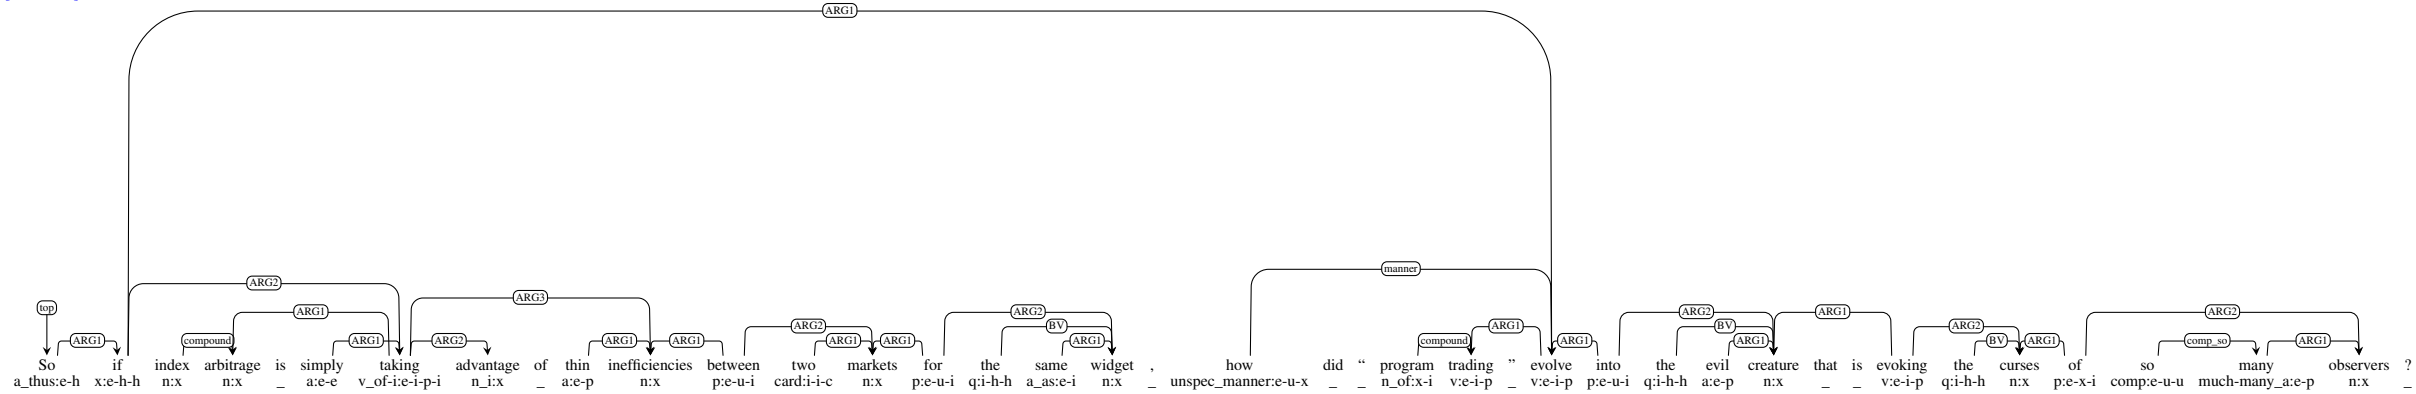 ARG1
ARG2 manner
top ARG3
ARG1 ARG2 ARG2 ARG1 ARG2
ARG2 BV ARG1 BV ARG2
ARG1 compound ARG1 ARG2 ARG1 ARG1 ARG1 ARG1 ARG1 compound ARG1 ARG1 BV ARG1 comp_so ARG1
So if index arbitrage is simply taking advantage of thin inefficiencies between two markets for the same widget , how did “ program trading ” evolve into the evil creature that is evoking the curses of so many observers ?
a_thus:e-h x:e-h-h n:x n:x _ a:e-e v_of-i:e-i-p-i n_i:x _ a:e-p n:x p:e-u-i card:i-i-c n:x p:e-u-i q:i-h-h a_as:e-i n:x _ unspec_manner:e-u-x _ _ n_of:x-i v:e-i-p _ v:e-i-p p:e-u-i q:i-h-h a:e-p n:x _ _ v:e-i-p q:i-h-h n:x p:e-x-i comp:e-u-u much-many_a:e-p n:x _